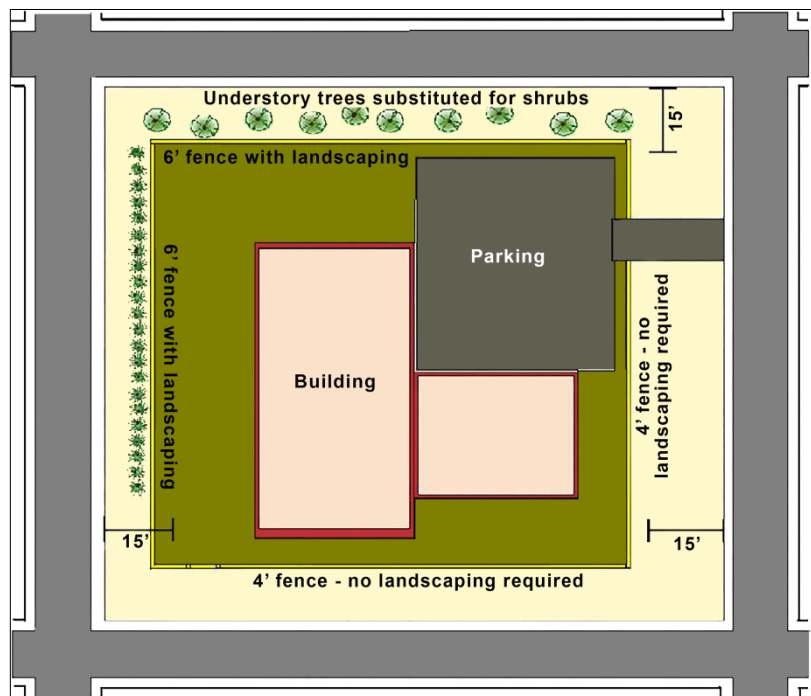 Understory trees substituted for shrubs
15’
6’ fence with landscaping
Parking
6’ fence with landscaping
4’ fence - no
landscaping required
Building
15’
15’
4’ fence - no landscaping required